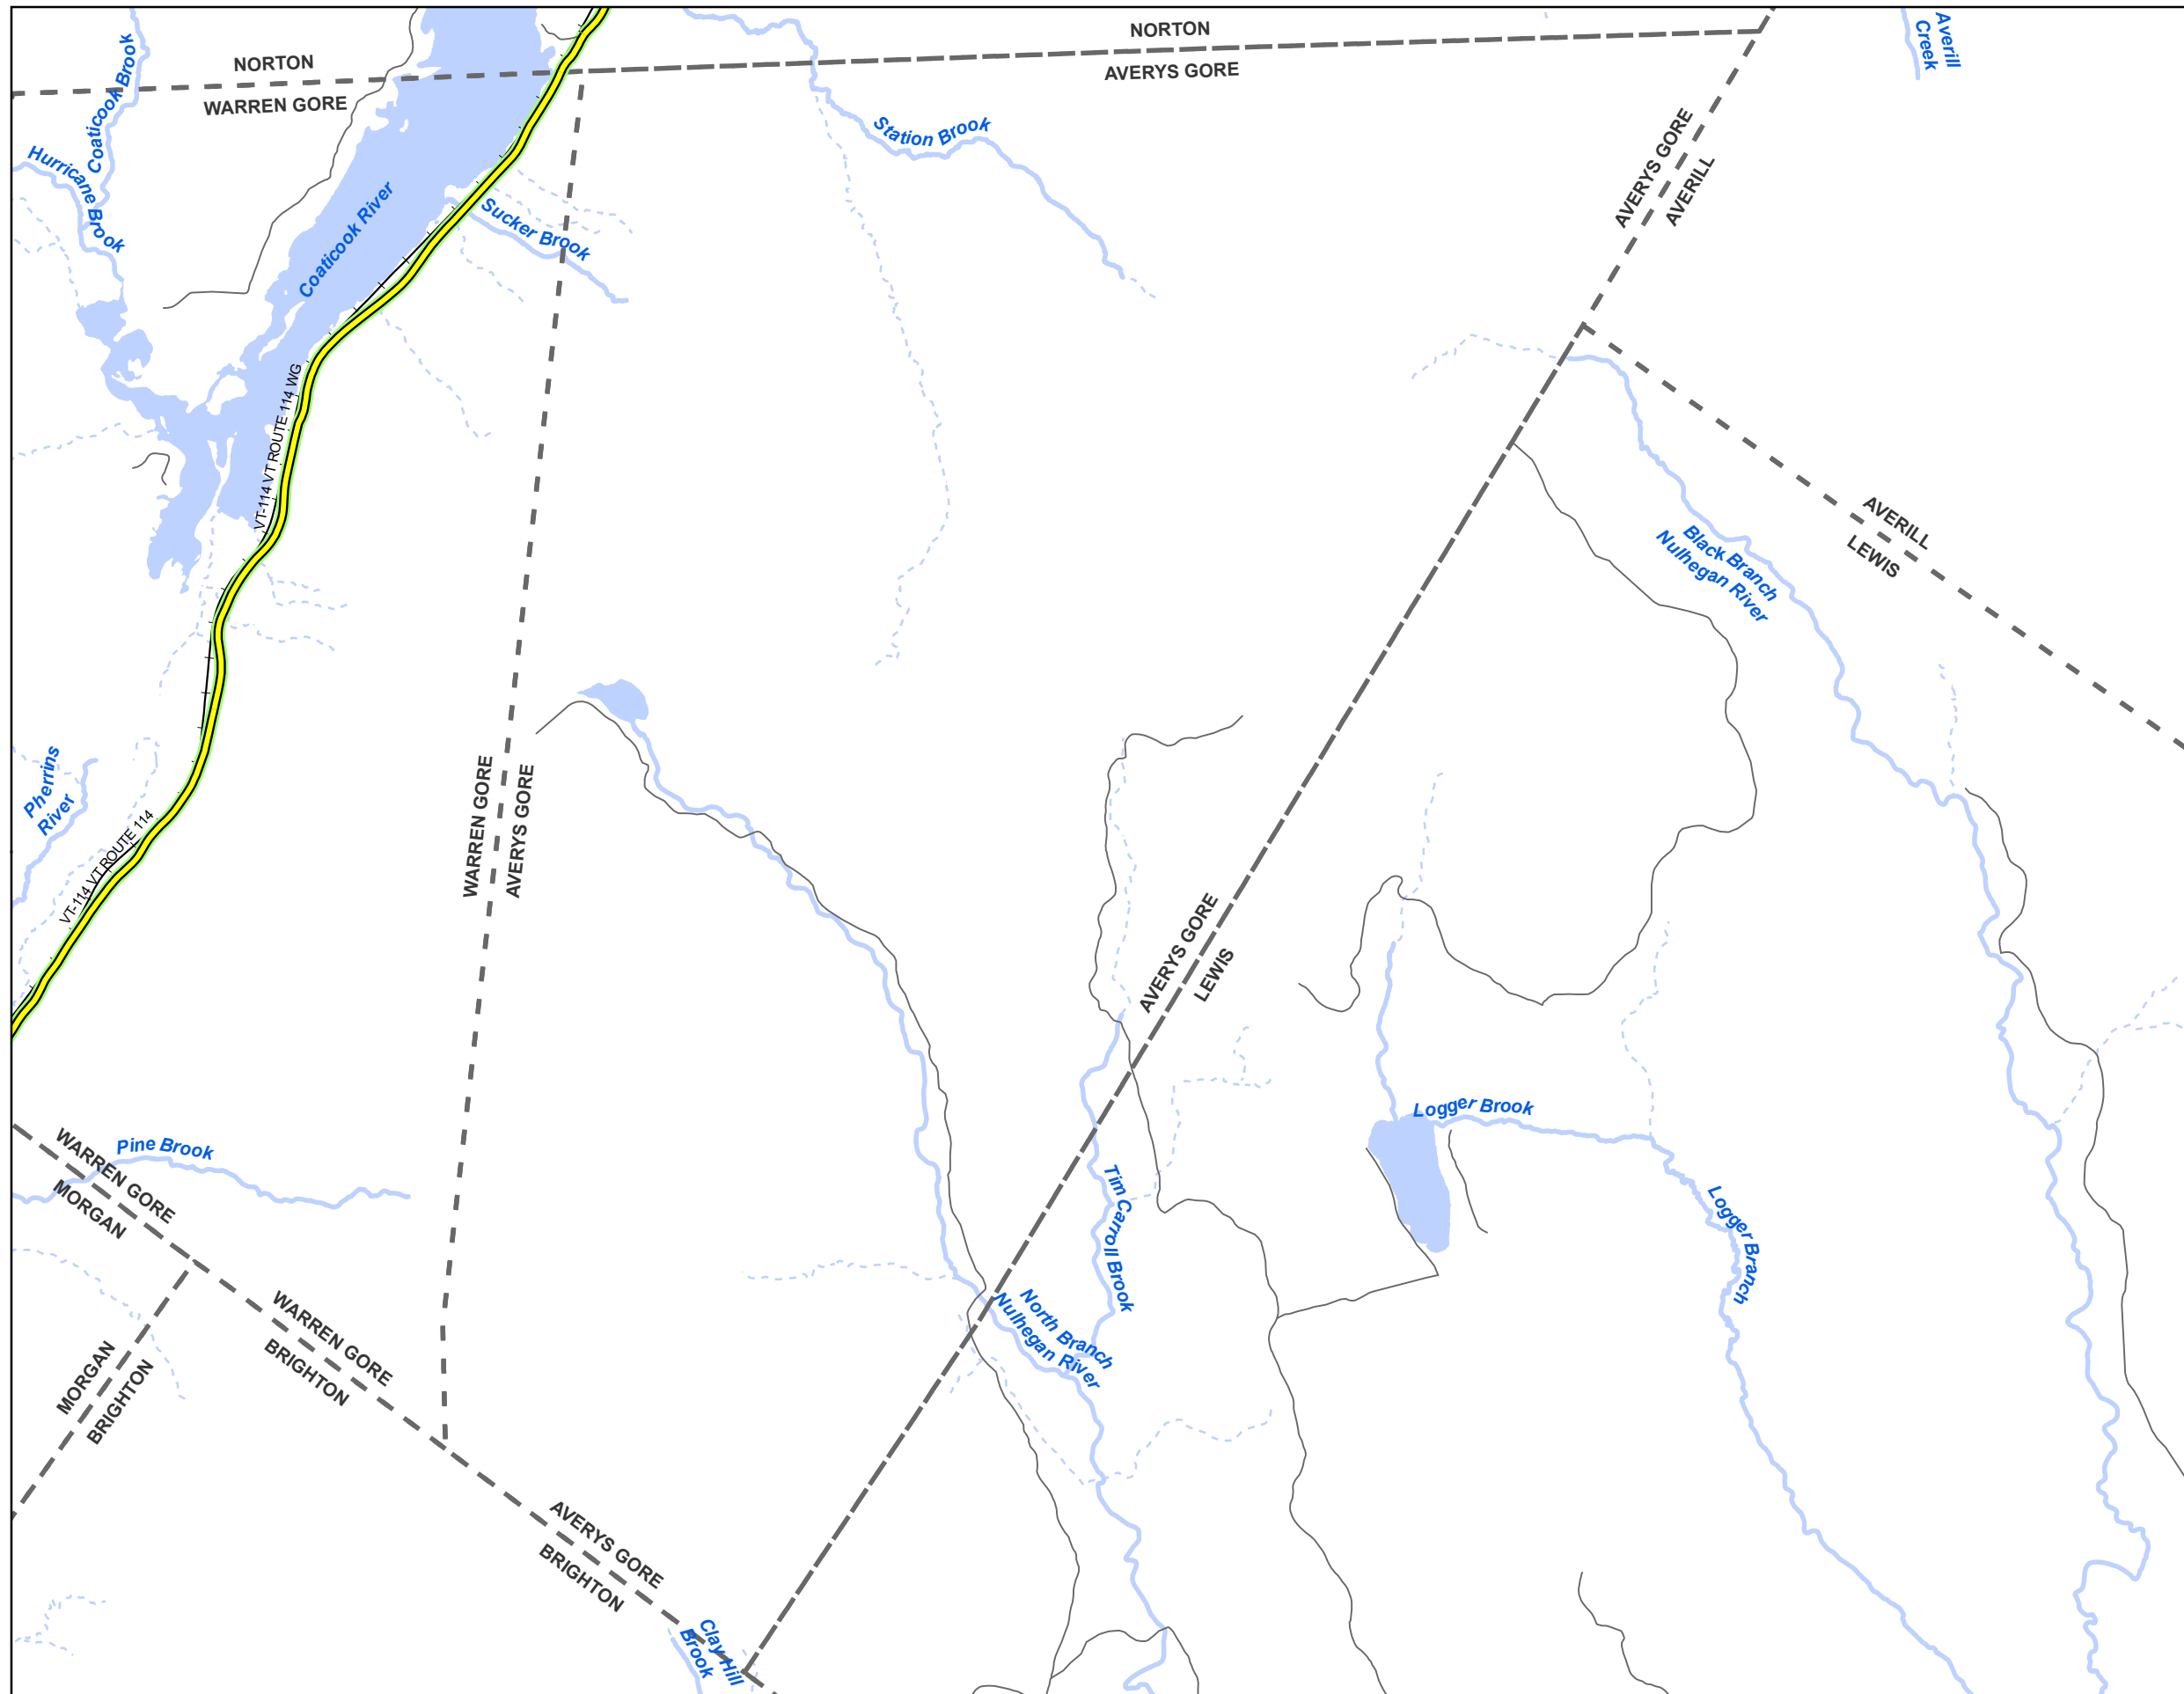 NORTON
AVERYS GORE
Averill
Creek
Coaticook Brook
NORTON
WARREN GORE
Station Brook
AVERYS GORE
AVERILL
Hurricane Brook
Coaticook River
Sucker Brook
VT-114 VT ROUTE 114 WG
AVERILL
LEWIS
Black Branch
Nulhegan River
Pherrins
River
VT-114 VT ROUTE 114
WARREN GORE
AVERYS GORE
AVERYS GORE
LEWIS
Logger Brook
Pine Brook
WARREN GORE
MORGAN
Tim Carroll Brook
Logger Branch
North Branch
Nulhegan River
WARREN GORE
BRIGHTON
MORGAN
BRIGHTON
AVERYS GORE
BRIGHTON
Clay Hill
Brook